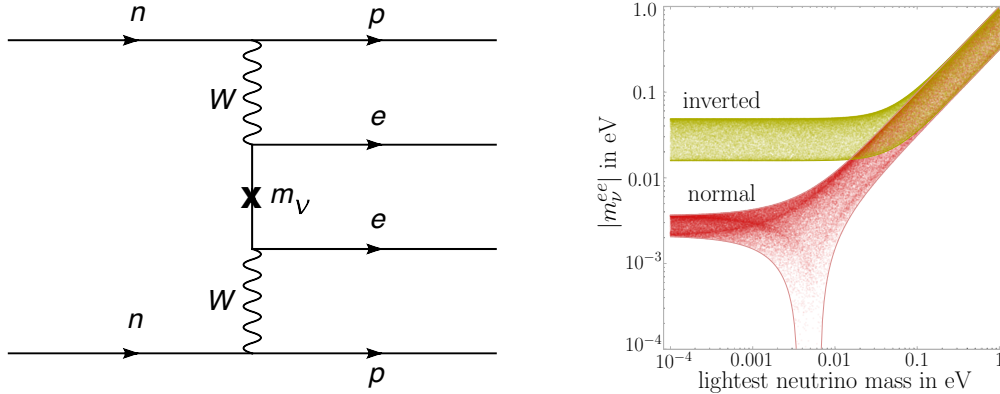 n
p
W
e
m_ν
e
W
n
p
|m_ν^{ee}| in eV
1.0
0.1
0.01
10^{−3}
10^{−4}
inverted
normal
10^{−4}
0.001
0.01
0.1
1
lightest neutrino mass in eV